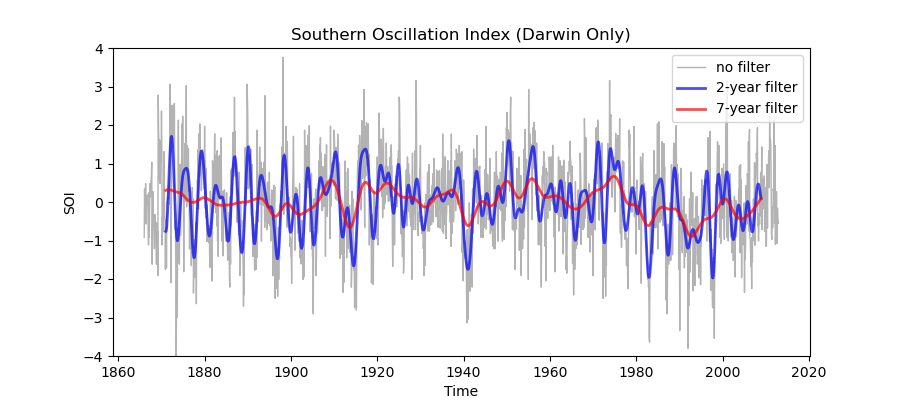 Southern Oscillation Index (Darwin Only)
no filter
2-year filter
7-year filter
SOI
4
3
2
1
0
−1
−2
−3
−4
1860 1880 1900 1920 1940 1960 1980 2000 2020
Time